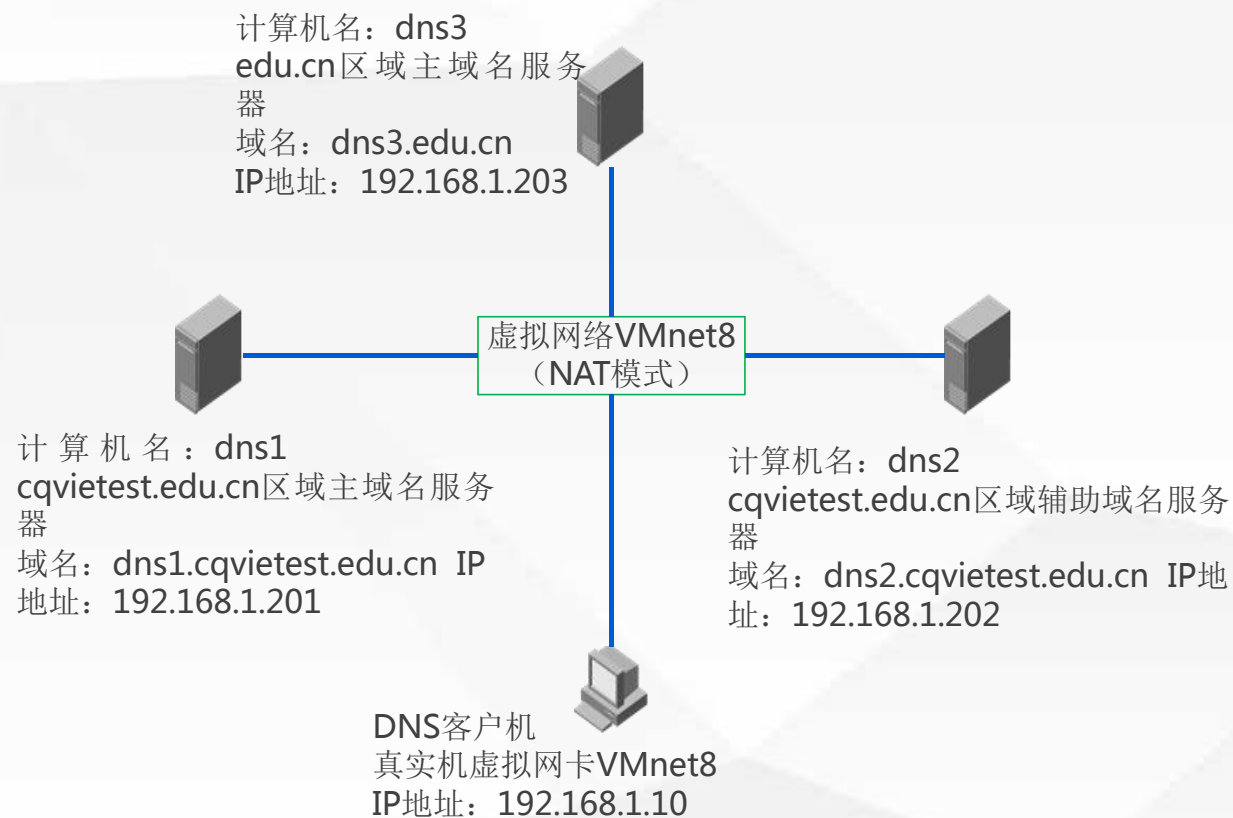 计算机名：dns3
edu.cn区域主域名服务
器
域名：dns3.edu.cn
IP地址：192.168.1.203
虚拟网络VMnet8
（NAT模式）
计算机名：dns1
cqvietest.edu.cn区域主域名服务
器
域名：dns1.cqvietest.edu.cn IP
地址：192.168.1.201
计算机名：dns2
cqvietest.edu.cn区域辅助域名服务
器
域名：dns2.cqvietest.edu.cn IP地
址：192.168.1.202
DNS客户机
真实机虚拟网卡VMnet8
IP地址：192.168.1.10